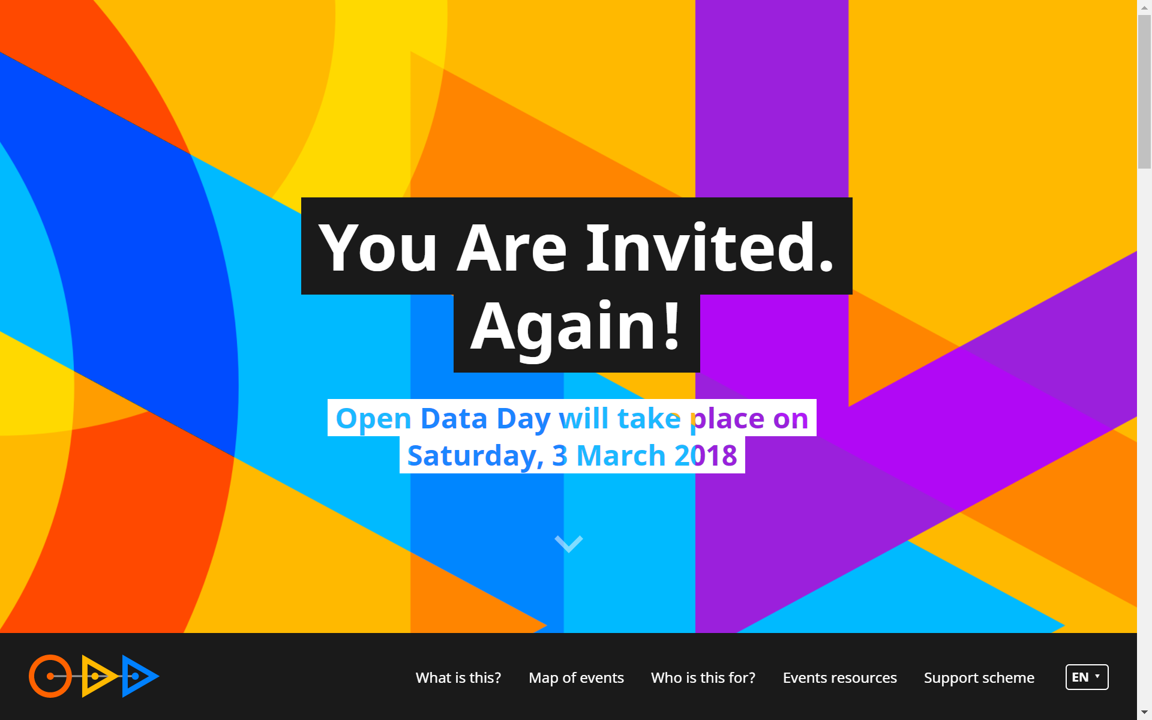 You Are Invited.
Again!
Open Data Day will take place on
Saturday, 3 March 2018
What is this? Map of events Who is this for? Events resources Support scheme EN